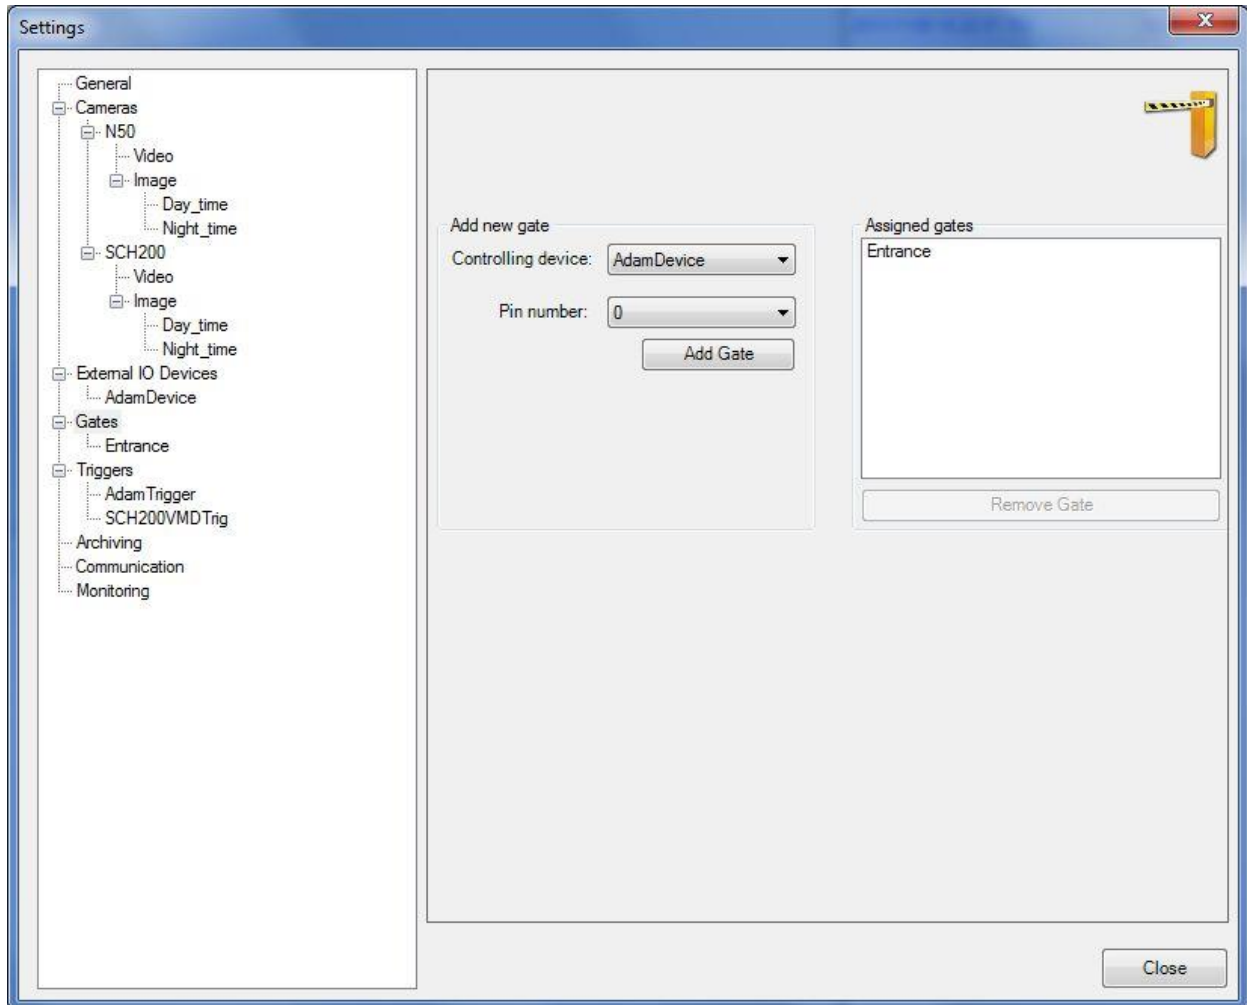 Settings
General
Cameras
N50
Video
Image
Day_time
Night_time
SCH200
Video
Image
Day_time
Night_time
External IO Devices
AdamDevice
Gates
Entrance
Triggers
AdamTrigger
SCH200VMDTrig
Archiving
Communication
Monitoring
Add new gate
Controlling device: AdamDevice
Pin number: 0
Add Gate
Assigned gates
Entrance
Remove Gate
Close